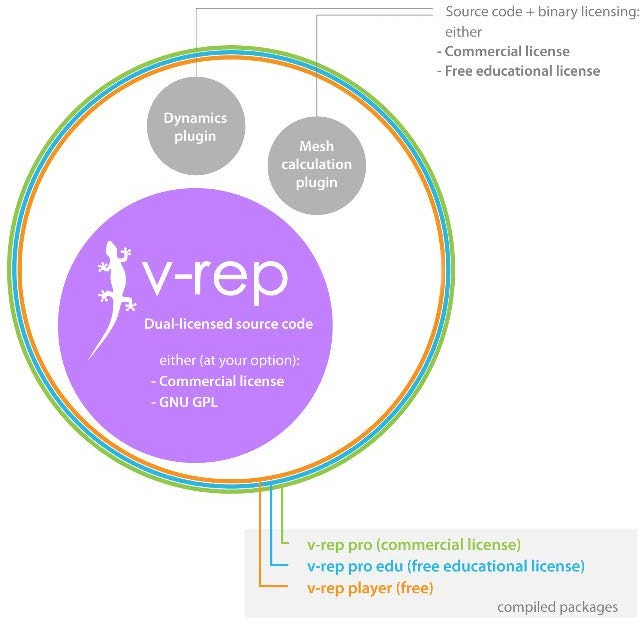 Source code + binary licensing:
either
- Commercial license
- Free educational license
Dynamics
plugin
Mesh
calculation
plugin
v-rep
Dual-licensed source code
either (at your option):
- Commercial license
- GNU GPL
v-rep pro (commercial license)
v-rep pro edu (free educational license)
v-rep player (free)
compiled packages